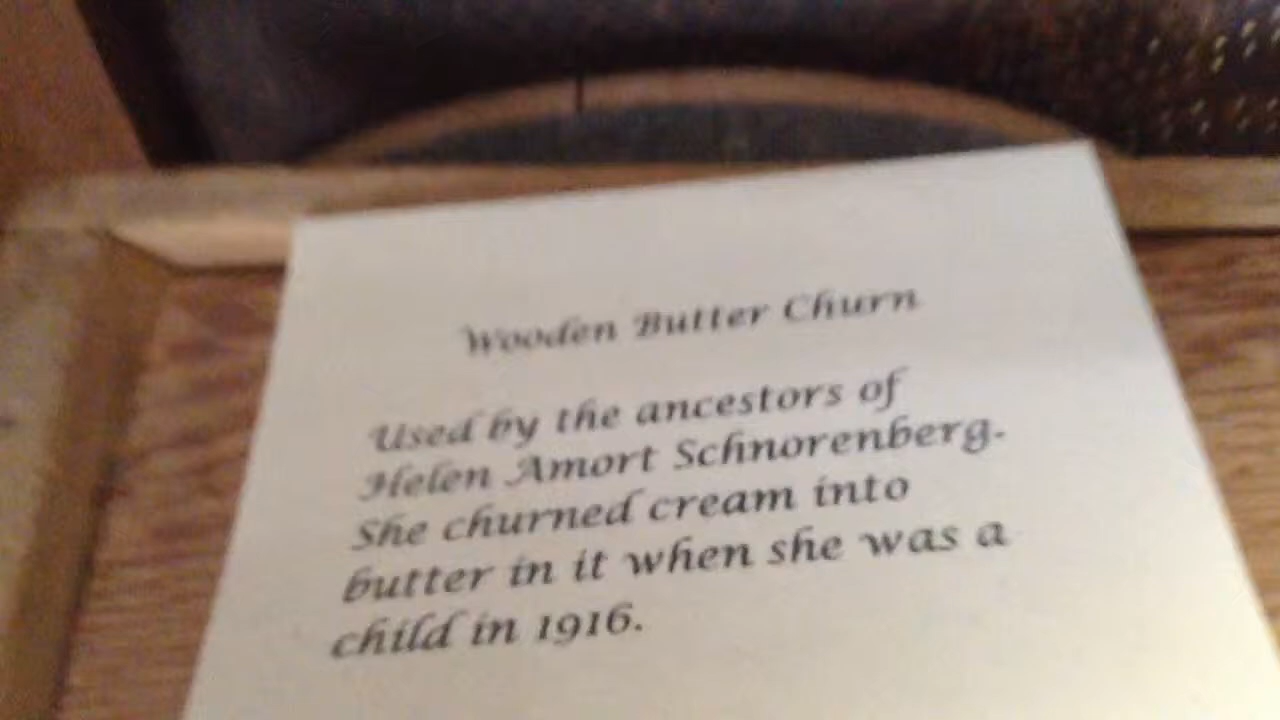 Wooden Butter Churn
Used by the ancestors of
Helen Amort Schnorenberg.
She churned cream into
butter in it when she was a
child in 1916.